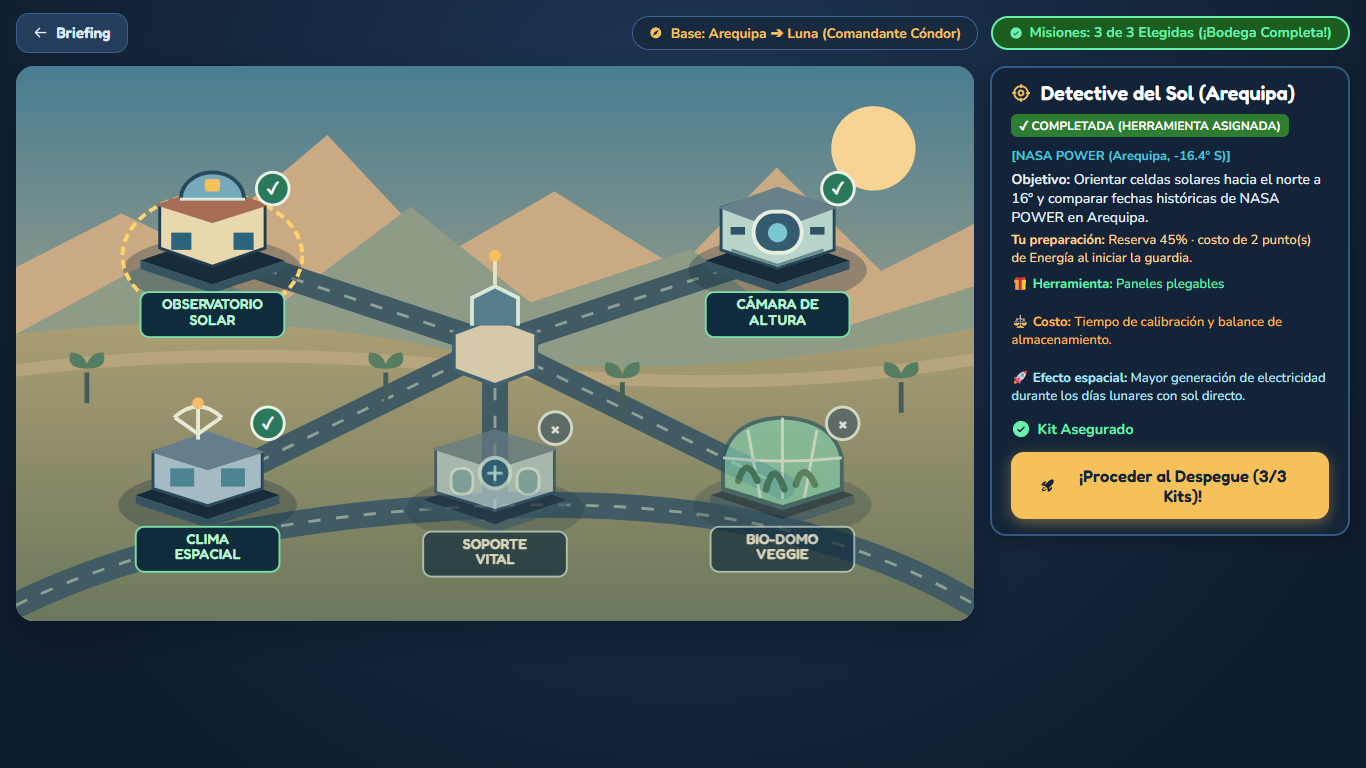 ← Briefing
Base: Arequipa ➔ Luna (Comandante Cóndor)
Misiones: 3 de 3 Elegidas (¡Bodega Completa!)
OBSERVATORIO
SOLAR
CÁMARA DE
ALTURA
CLIMA
ESPACIAL
SOPORTE
VITAL
BIO-DOMO
VEGGIE
Detective del Sol (Arequipa)
✓ COMPLETADA (HERRAMIENTA ASIGNADA)
[NASA POWER (Arequipa, -16.4° S)]
Objetivo: Orientar celdas solares hacia el norte a
16° y comparar fechas históricas de NASA
POWER en Arequipa.
Tu preparación: Reserva 45% · costo de 2 punto(s)
de Energía al iniciar la guardia.
🎁 Herramienta: Paneles plegables
⚖️ Costo: Tiempo de calibración y balance de
almacenamiento.
🚀 Efecto espacial: Mayor generación de electricidad
durante los días lunares con sol directo.
Kit Asegurado
¡Proceder al Despegue (3/3
Kits)!